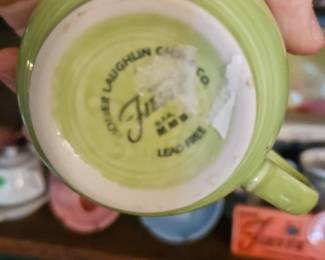 HOMER LAUGHLIN CHINA CO.
Fiesta
U.S.A.
LEAD FREE
Fiesta